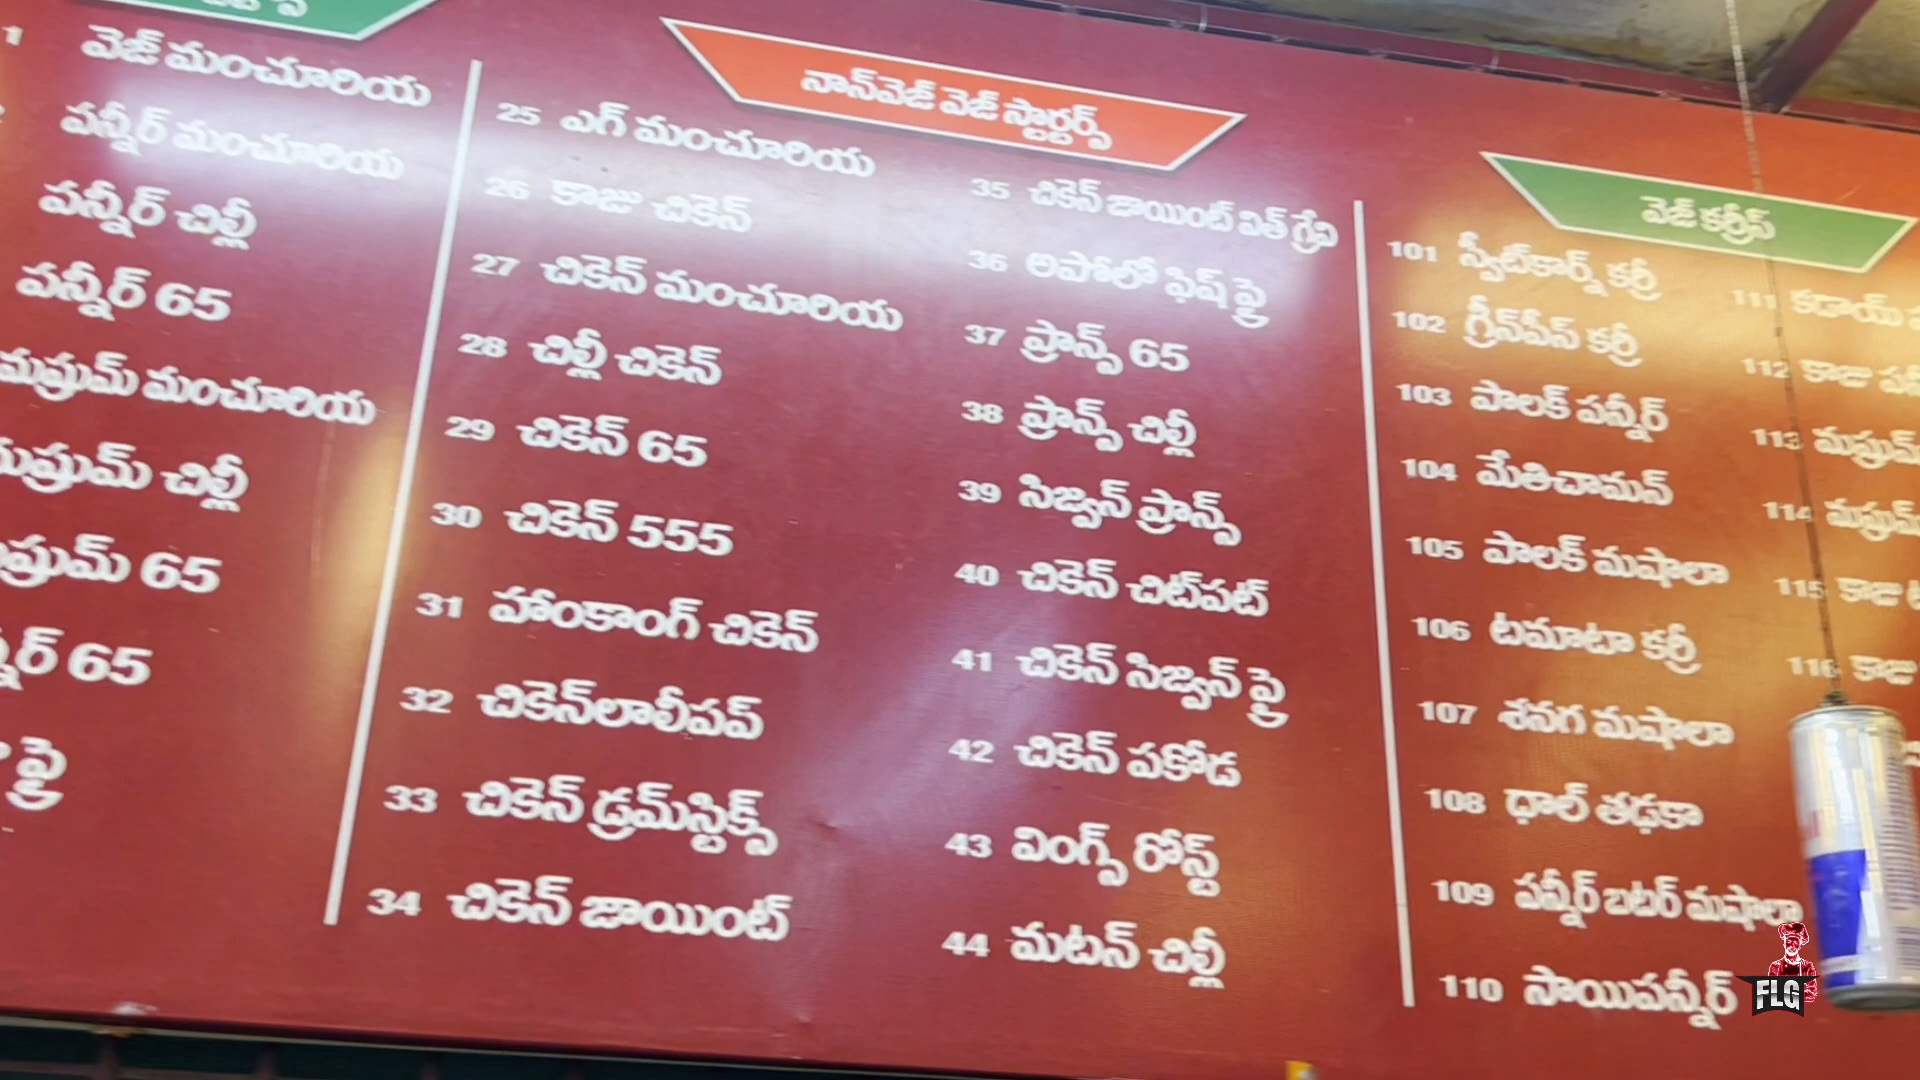 1 వెజ్ మంచూరియ
పన్నీర్ మంచూరియ
పన్నీర్ చిల్లీ
పన్నీర్ 65
మష్రుమ్ మంచూరియ
మష్రుమ్ చిల్లీ
మష్రుమ్ 65
65
ఫ్రై
నాన్‌వెజ్ వెజ్ స్టార్టర్స్
25 ఎగ్ మంచూరియ
26 కాజు చికెన్
27 చికెన్ మంచూరియ
28 చిల్లీ చికెన్
29 చికెన్ 65
30 చికెన్ 555
31 హాంకాంగ్ చికెన్
32 చికెన్‌లాలీపప్
33 చికెన్ డ్రమ్‌స్టిక్స్
34 చికెన్ జాయింట్
35 చికెన్ జాయింట్ విత్ గ్రేవి
36 అపోలో ఫిష్ ఫ్రై
37 ఫ్రాన్స్ 65
38 ఫ్రాన్స్ చిల్లీ
39 సిజ్వన్ ఫ్రాన్స్
40 చికెన్ చిట్‌పట్
41 చికెన్ సిజ్వన్ ఫ్రై
42 చికెన్ పకోడ
43 వింగ్స్ రోస్ట్
44 మటన్ చిల్లీ
వెజ్ కర్రీస్
101 స్వీట్‌కార్న్ కర్రీ
102 గ్రీన్‌పీస్ కర్రీ
103 పాలక్ పన్నీర్
104 మేతిచామన్
105 పాలక్ మషాలా
106 టమాటా కర్రీ
107 శనగ మషాలా
108 ధాల్ తడ్కా
109 పన్నీర్ బటర్ మషాలా
110 సాయిపన్నీర్
111 కడాయ్
112 కాజు
113 మష్రుమ్
114 మష్రుమ్
115 కాజు
116 కాజు
FLG